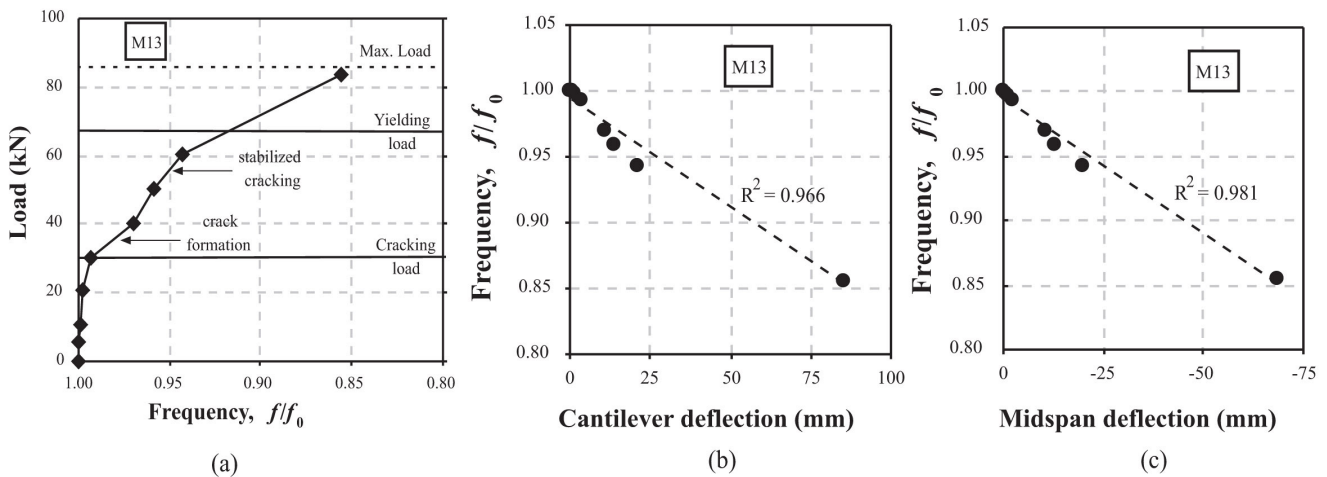 100
80
60
40
20
0
Load (kN)
M13
Max. Load
Yielding
load
stabilized
cracking
crack
formation
Cracking
load
1.00 0.95 0.90 0.85 0.80
Frequency, f/f0
(a)
1.05
1.00
0.95
0.90
0.85
0.80
Frequency, f/f0
M13
R2 = 0.966
0 25 50 75 100
Cantilever deflection (mm)
(b)
1.05
1.00
0.95
0.90
0.85
0.80
Frequency, f/f0
M13
R2 = 0.981
0 -25 -50 -75
Midspan deflection (mm)
(c)